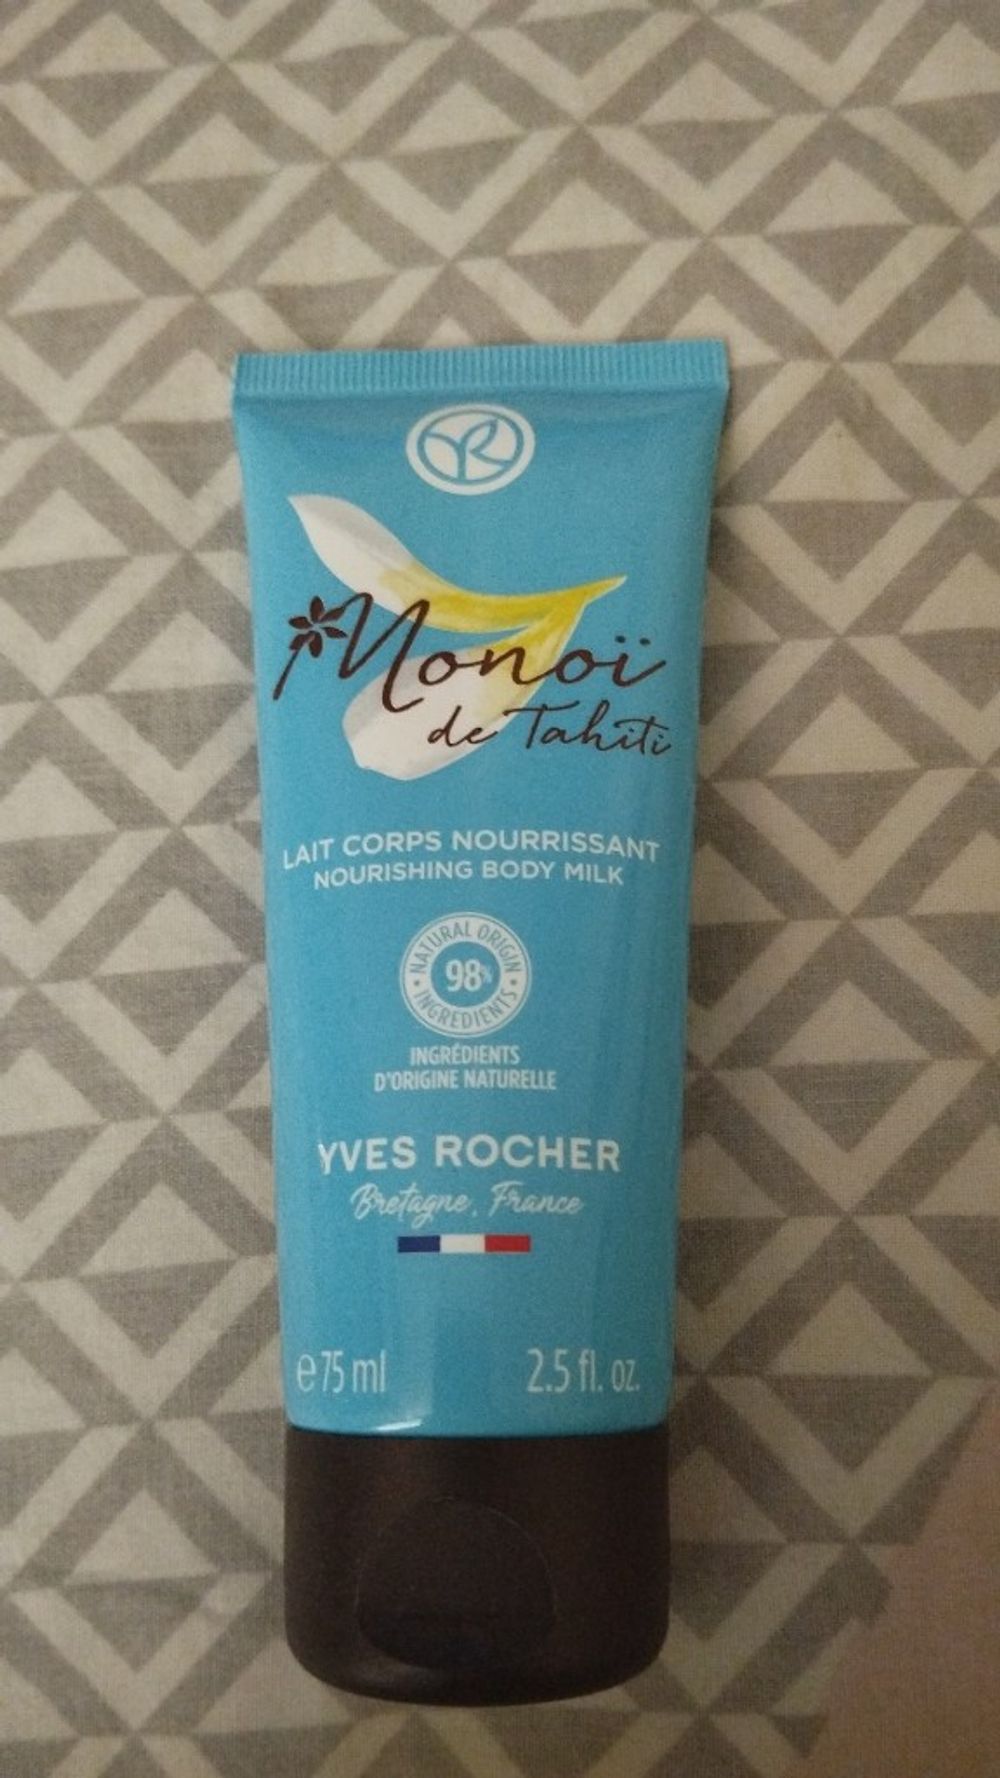 YR
Monoï
de Tahiti
LAIT CORPS NOURRISSANT
NOURISHING BODY MILK
NATURAL ORIGIN
98%
INGREDIENTS
INGRÉDIENTS
D'ORIGINE NATURELLE
YVES ROCHER
Bretagne, France
e 75 ml 2.5 fl. oz.